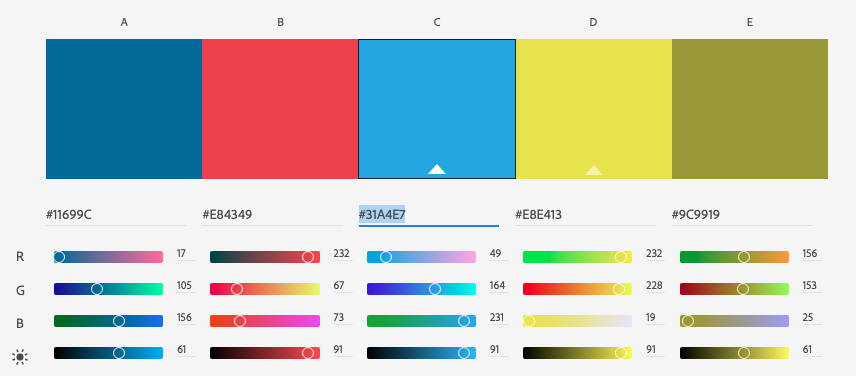 A B C D E
#11699C #E84349 #31A4E7 #E8E413 #9C9919
R 17 232 49 232 156
G 105 67 164 228 153
B 156 73 231 19 25
61 91 91 91 61